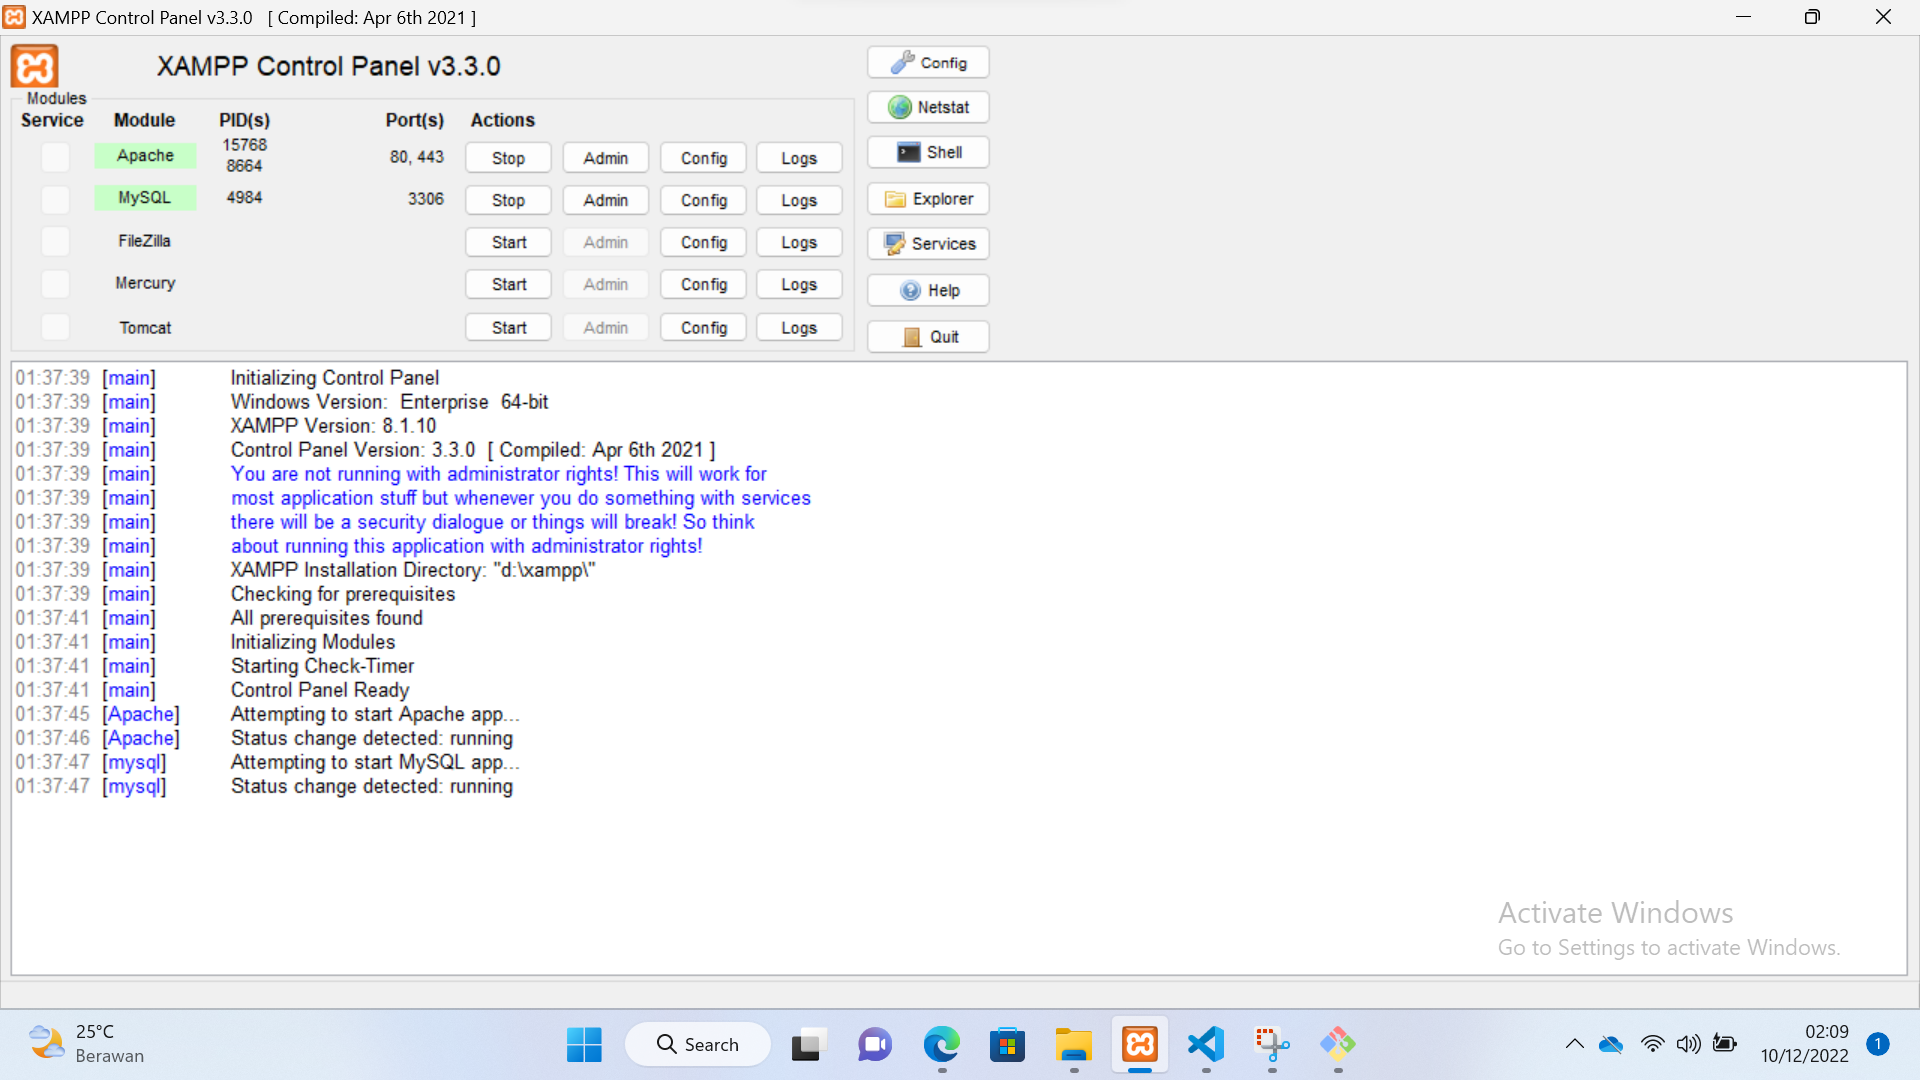 XAMPP Control Panel v3.3.0 [ Compiled: Apr 6th 2021 ]
XAMPP Control Panel v3.3.0
Modules
Service Module PID(s) Port(s) Actions
Apache 15768 8664 80, 443 Stop Admin Config Logs
MySQL 4984 3306 Stop Admin Config Logs
FileZilla Start Admin Config Logs
Mercury Start Admin Config Logs
Tomcat Start Admin Config Logs
Config
Netstat
Shell
Explorer
Services
Help
Quit
01:37:39 [main] Initializing Control Panel
01:37:39 [main] Windows Version: Enterprise 64-bit
01:37:39 [main] XAMPP Version: 8.1.10
01:37:39 [main] Control Panel Version: 3.3.0 [ Compiled: Apr 6th 2021 ]
01:37:39 [main] You are not running with administrator rights! This will work for
01:37:39 [main] most application stuff but whenever you do something with services
01:37:39 [main] there will be a security dialogue or things will break! So think
01:37:39 [main] about running this application with administrator rights!
01:37:39 [main] XAMPP Installation Directory: "d:\xampp\"
01:37:39 [main] Checking for prerequisites
01:37:41 [main] All prerequisites found
01:37:41 [main] Initializing Modules
01:37:41 [main] Starting Check-Timer
01:37:41 [main] Control Panel Ready
01:37:45 [Apache] Attempting to start Apache app...
01:37:46 [Apache] Status change detected: running
01:37:47 [mysql] Attempting to start MySQL app...
01:37:47 [mysql] Status change detected: running
Activate Windows
Go to Settings to activate Windows.
25°C
Berawan
Search
02:09
10/12/2022
1